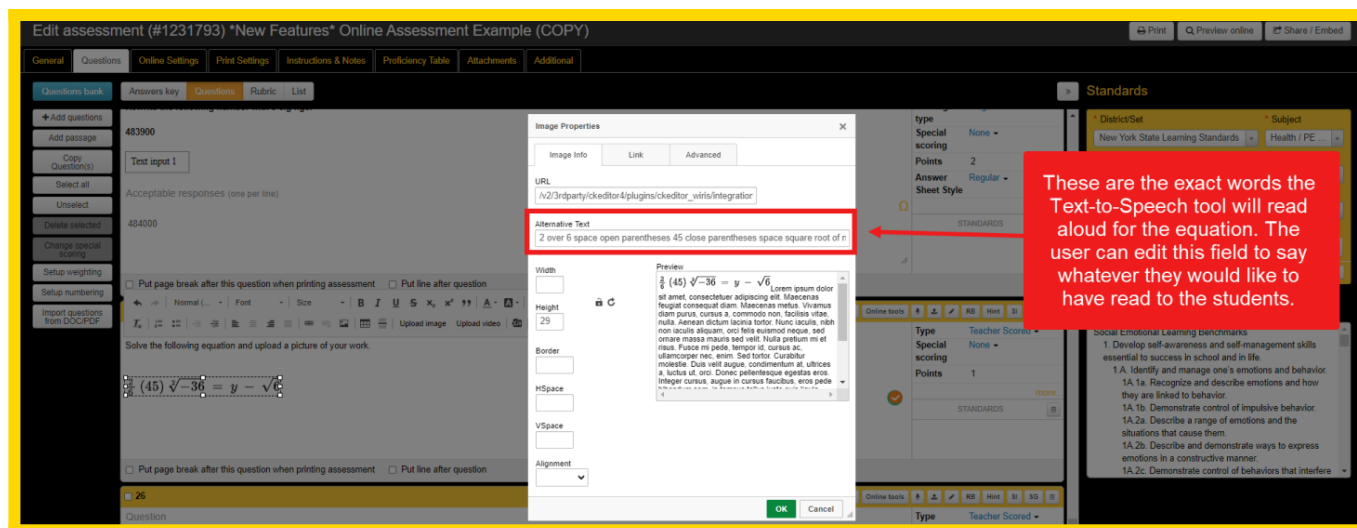 Edit assessment (#1231793) *New Features* Online Assessment Example (COPY)
Print
Preview online
Share / Embed
General
Questions
Online Settings
Print Settings
Instructions & Notes
Proficiency Table
Attachments
Additional
Questions bank
Answers key
Questions
Rubric
List
»
Standards
+ Add questions
Add passage
Copy
Question(s)
Select all
Unselect
Delete selected
Change special
scoring
Setup weighting
Setup numbering
Import questions
from DOC/PDF
483900
Text input 1
Acceptable responses (one per line)
484000
Put page break after this question when printing assessment
Put line after question
Normal (...
Font
Size
Upload image
Upload video
Solve the following equation and upload a picture of your work.
(45) ∛−36 = y − √6
Put page break after this question when printing assessment
Put line after question
26
Question
Image Properties
Image Info
Link
Advanced
URL
/v2/3rdparty/ckeditor4/plugins/ckeditor_wiris/integration
Alternative Text
2 over 6 space open parentheses 45 close parentheses space square root of
Width
Height
29
Border
HSpace
VSpace
Alignment
Preview
2/6 (45) ∛−36 = y − √6 Lorem ipsum dolor
sit amet, consectetuer adipiscing elit. Maecenas
feugiat consequat diam. Maecenas metus. Vivamus
diam purus, cursus a, commodo non, facilisis vitae,
nulla. Aenean dictum lacinia tortor. Nunc iaculis, nibh
non iaculis aliquam, orci felis euismod neque, sed
ornare massa mauris sed velit. Nulla pretium mi et
risus. Fusce mi pede, tempor id, cursus ac,
ullamcorper nec, enim. Sed tortor. Curabitur
molestie. Duis velit augue, condimentum at, ultrices
a, luctus ut, orci. Donec pellentesque egestas eros.
Integer cursus, augue in cursus faucibus, eros pede
OK
Cancel
type
Special
scoring
None
Points
2
Answer
Sheet Style
Regular
STANDARDS
Online tools
RB
Hint
SI
Type
Teacher Scored
Special
scoring
None
Points
1
more...
STANDARDS
Online tools
RB
Hint
SI
SG
Type
Teacher Scored
* District/Set
* Subject
New York State Learning Standards
Health / PE ...
These are the exact words the
Text-to-Speech tool will read
aloud for the equation. The
user can edit this field to say
whatever they would like to
have read to the students.
Social Emotional Learning Benchmarks
1. Develop self-awareness and self-management skills
essential to success in school and in life.
1.A. Identify and manage one's emotions and behavior.
1A.1a. Recognize and describe emotions and how
they are linked to behavior.
1A.1b. Demonstrate control of impulsive behavior.
1A.2a. Describe a range of emotions and the
situations that cause them.
1A.2b. Describe and demonstrate ways to express
emotions in a constructive manner.
1A.2c. Demonstrate control of behaviors that interfere